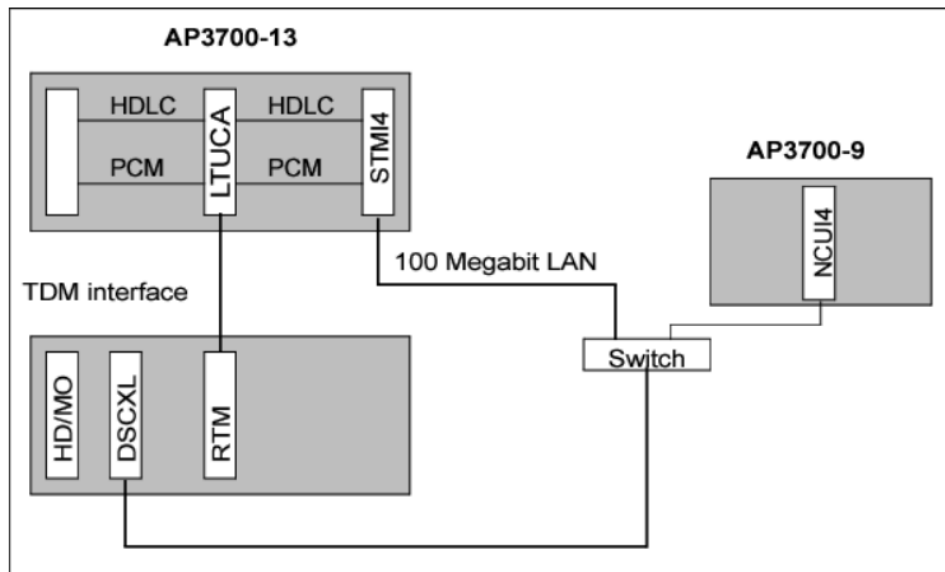 AP3700-13
HDLC
HDLC
LTUCA
STMI4
PCM
PCM
AP3700-9
NCUI4
100 Megabit LAN
TDM interface
Switch
HD/MO
DSCXL
RTM